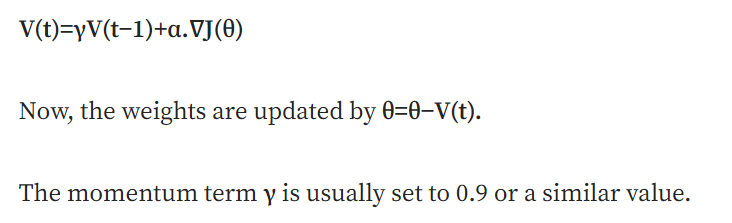 V(t)=γV(t−1)+α.∇J(θ)
Now, the weights are updated by θ=θ−V(t).
The momentum term γ is usually set to 0.9 or a similar value.